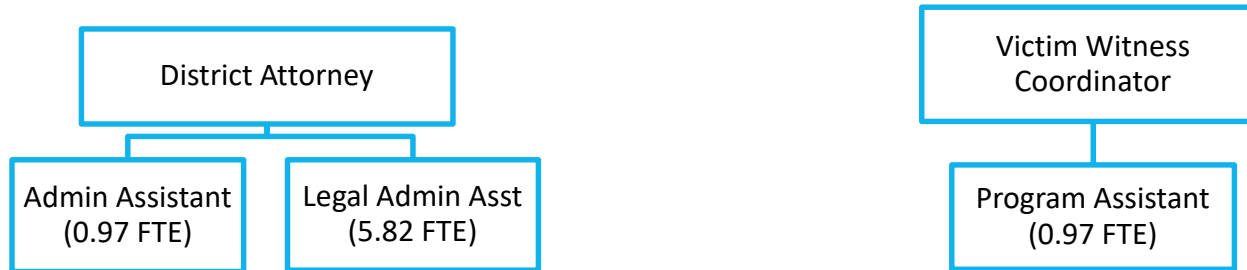 District Attorney
Victim Witness
Coordinator
Admin Assistant
(0.97 FTE)
Legal Admin Asst
(5.82 FTE)
Program Assistant
(0.97 FTE)